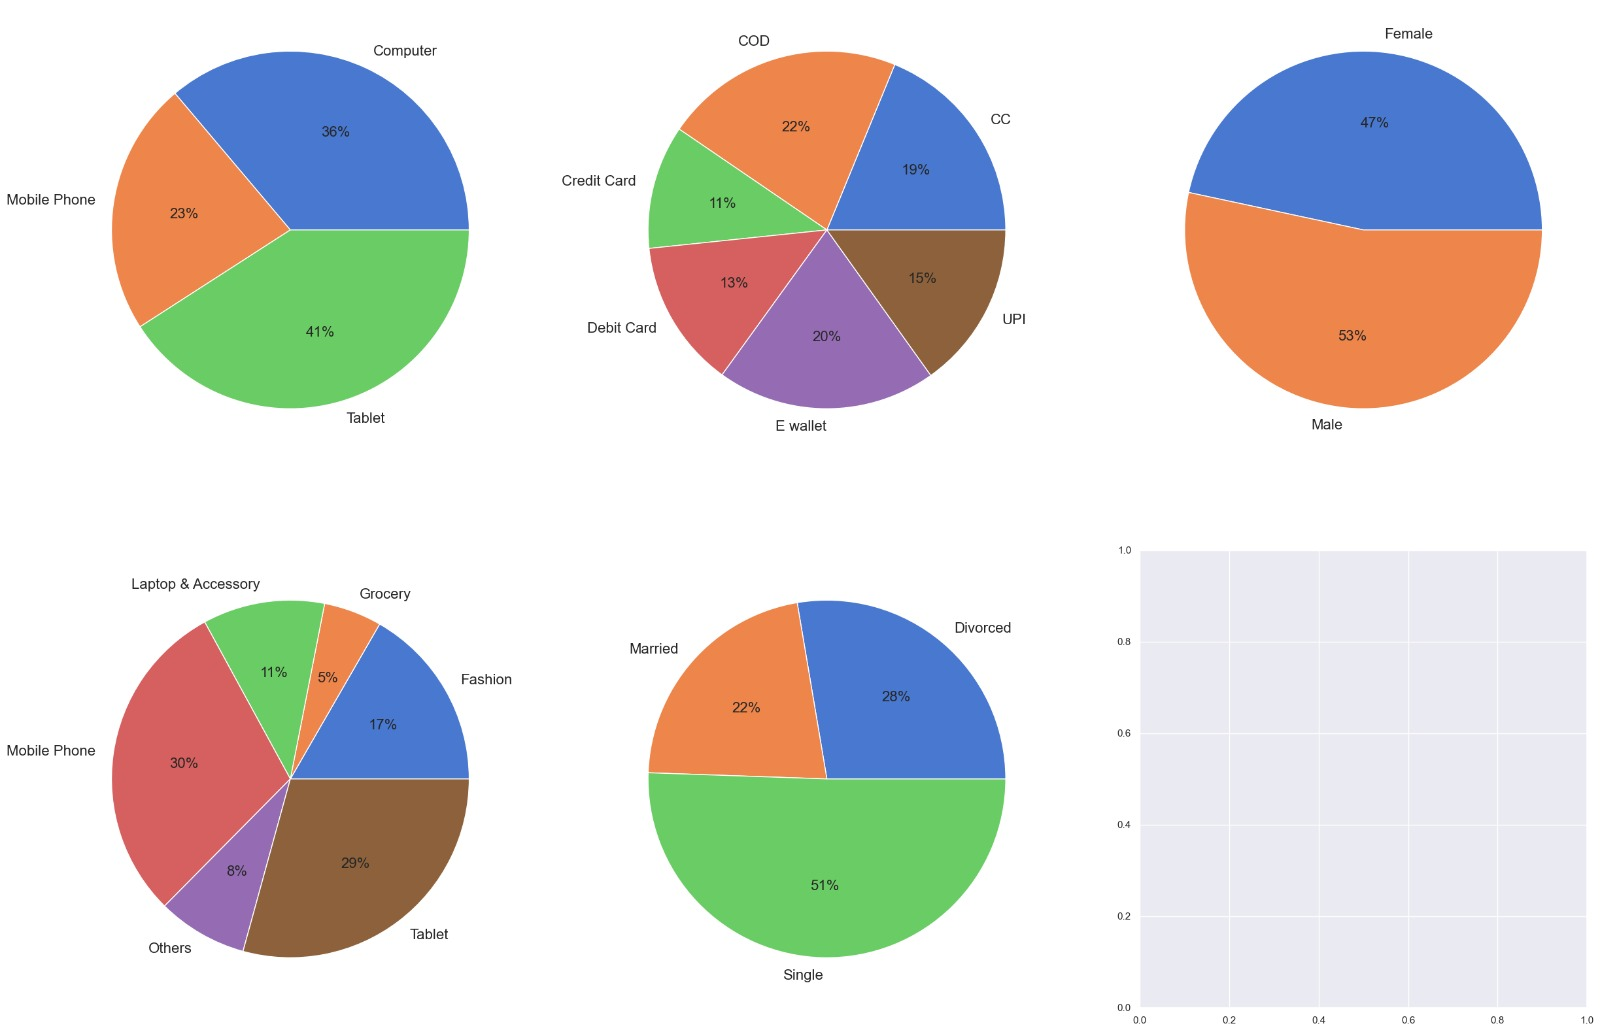 Computer
36%
Mobile Phone
23%
41%
Tablet
COD
CC
22%
19%
Credit Card
11%
13%
15%
Debit Card
20%
UPI
E wallet
Female
47%
53%
Male
Laptop & Accessory
Grocery
11%
5%
Fashion
17%
Mobile Phone
30%
8%
29%
Others
Tablet
Divorced
Married
28%
22%
51%
Single
1.0
0.8
0.6
0.4
0.2
0.0
0.0 0.2 0.4 0.6 0.8 1.0